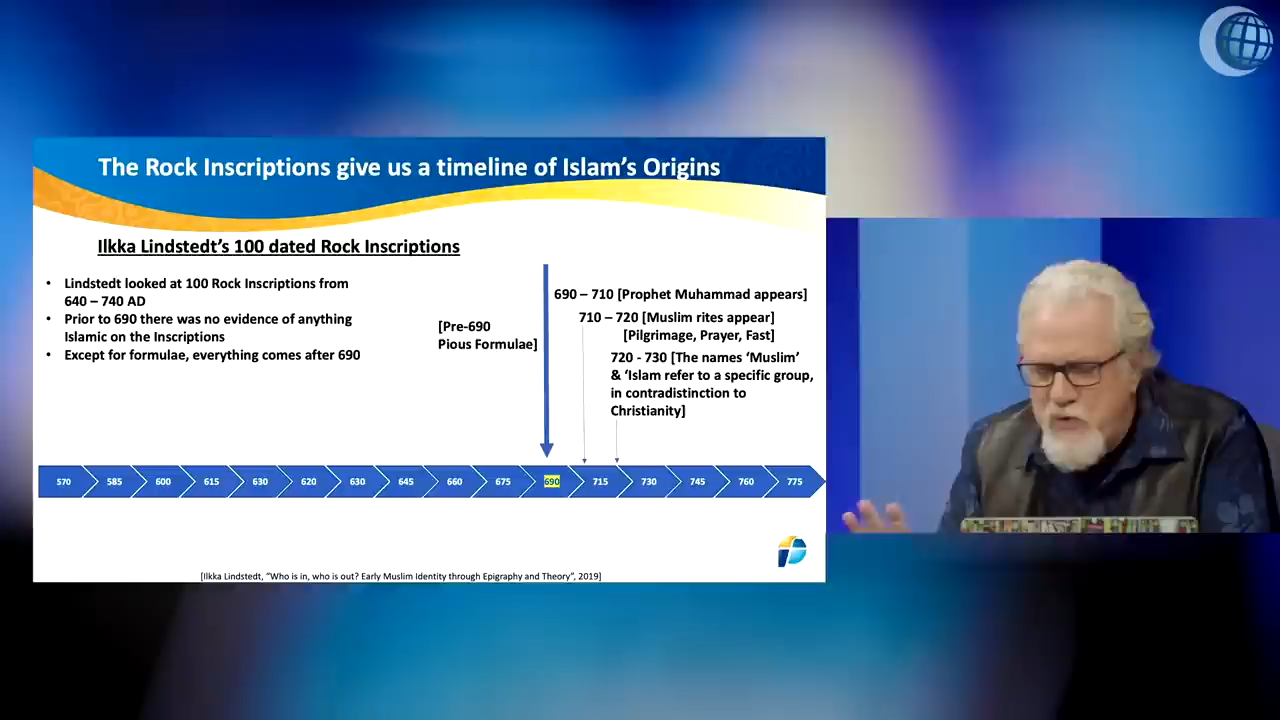 The Rock Inscriptions give us a timeline of Islam's Origins
Ilkka Lindstedt's 100 dated Rock Inscriptions
• Lindstedt looked at 100 Rock Inscriptions from
640 – 740 AD
• Prior to 690 there was no evidence of anything
Islamic on the Inscriptions
• Except for formulae, everything comes after 690
[Pre-690
Pious Formulae]
690 – 710 [Prophet Muhammad appears]
710 – 720 [Muslim rites appear]
[Pilgrimage, Prayer, Fast]
720 - 730 [The names 'Muslim'
& 'Islam refer to a specific group,
in contradistinction to
Christianity]
570 585 600 615 630 620 630 645 660 675 690 715 730 745 760 775
[Ilkka Lindstedt, "Who is in, who is out? Early Muslim Identity through Epigraphy and Theory", 2019]